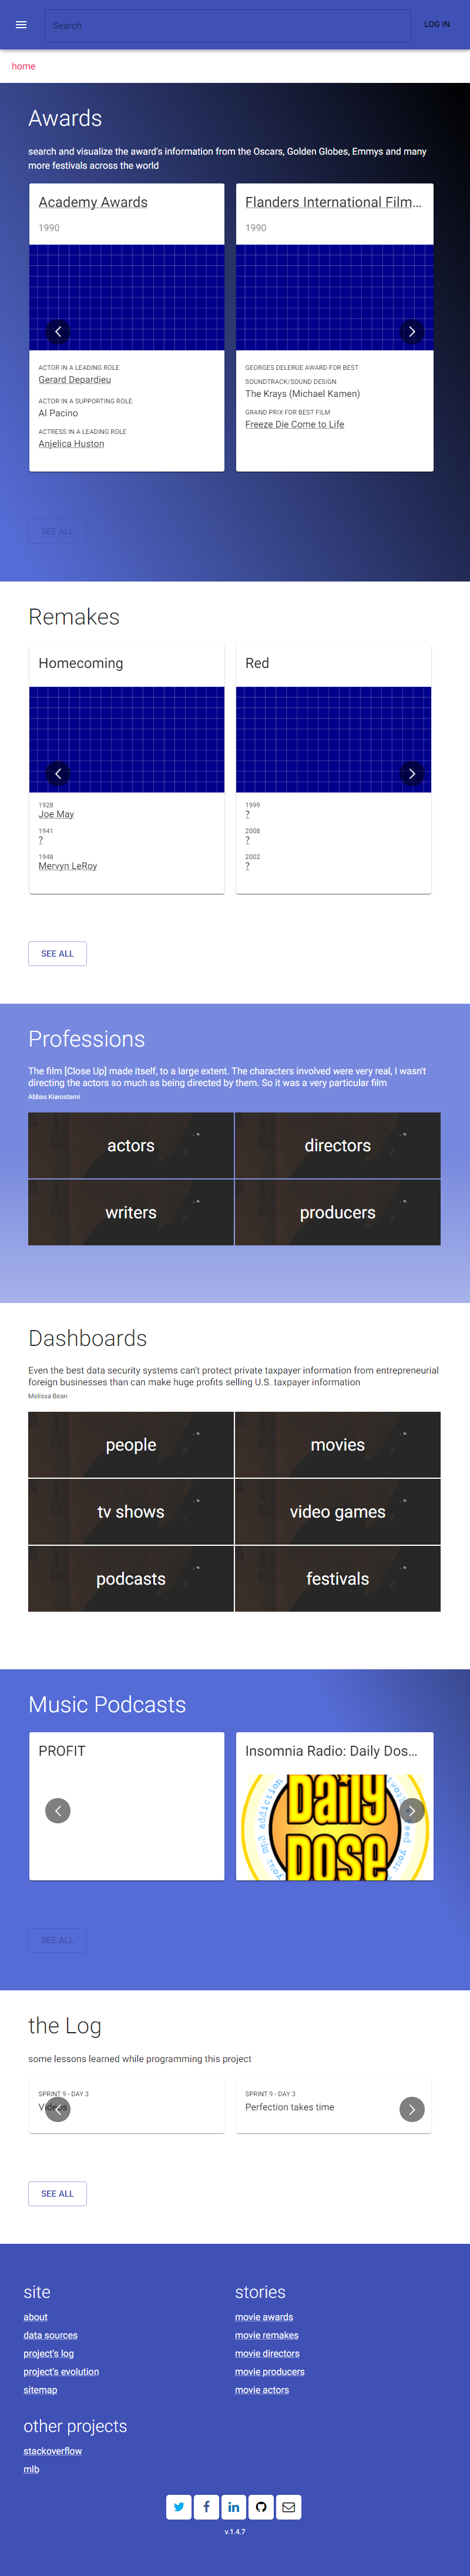 Search
LOG IN
home
Awards
search and visualize the award's information from the Oscars, Golden Globes, Emmys and many
more festivals across the world
Academy Awards
1990
ACTOR IN A LEADING ROLE
Gerard Depardieu
ACTOR IN A SUPPORTING ROLE
Al Pacino
ACTRESS IN A LEADING ROLE
Anjelica Huston
Flanders International Film...
1990
GEORGES DELERUE AWARD FOR BEST
SOUNDTRACK/SOUND DESIGN
The Krays (Michael Kamen)
GRAND PRIX FOR BEST FILM
Freeze Die Come to Life
SEE ALL
Remakes
Homecoming
1928
Joe May
1941
?
1948
Mervyn LeRoy
Red
1999
?
2008
?
2002
?
SEE ALL
Professions
The film [Close Up] made itself, to a large extent. The characters involved were very real, I wasn't
directing the actors so much as being directed by them. So it was a very particular film
Abbas Kiarostami
actors
directors
writers
producers
Dashboards
Even the best data security systems can't protect private taxpayer information from entrepreneurial
foreign businesses than can make huge profits selling U.S. taxpayer information
Melissa Bean
people
movies
tv shows
video games
podcasts
festivals
Music Podcasts
PROFIT
Insomnia Radio: Daily Dos...
Daily
DOSE
SEE ALL
the Log
some lessons learned while programming this project
SPRINT 9 - DAY 3
Videos
SPRINT 9 - DAY 3
Perfection takes time
SEE ALL
site
about
data sources
project's log
project's evolution
sitemap
stories
movie awards
movie remakes
movie directors
movie producers
movie actors
other projects
stackoverflow
mlb
v.1.4.7